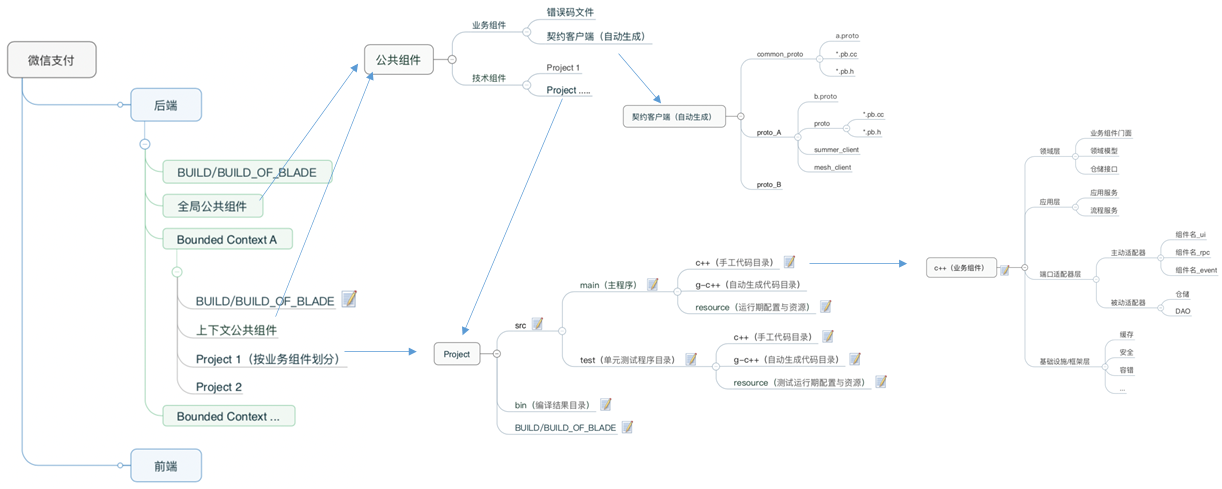 微信支付
后端
BUILD/BUILD_OF_BLADE
全局公共组件
Bounded Context A
BUILD/BUILD_OF_BLADE
上下文公共组件
Project 1（按业务组件划分）
Project 2
Bounded Context ...
前端
公共组件
业务组件
错误码文件
契约客户端（自动生成）
技术组件
Project 1
Project .....
契约客户端（自动生成）
common_proto
a.proto
*.pb.cc
*.pb.h
proto_A
b.proto
proto
*.pb.cc
*.pb.h
summer_client
mesh_client
proto_B
Project
src
main（主程序）
c++（手工代码目录）
g-c++（自动生成代码目录）
resource（运行期配置与资源）
test（单元测试程序目录）
c++（手工代码目录）
g-c++（自动生成代码目录）
resource（测试运行期配置与资源）
bin（编译结果目录）
BUILD/BUILD_OF_BLADE
c++（业务组件）
领域层
业务组件门面
领域模型
仓储接口
应用层
应用服务
流程服务
端口适配器层
主动适配器
组件名_ui
组件名_rpc
组件名_event
被动适配器
仓储
DAO
基础设施/框架层
缓存
安全
容错
...